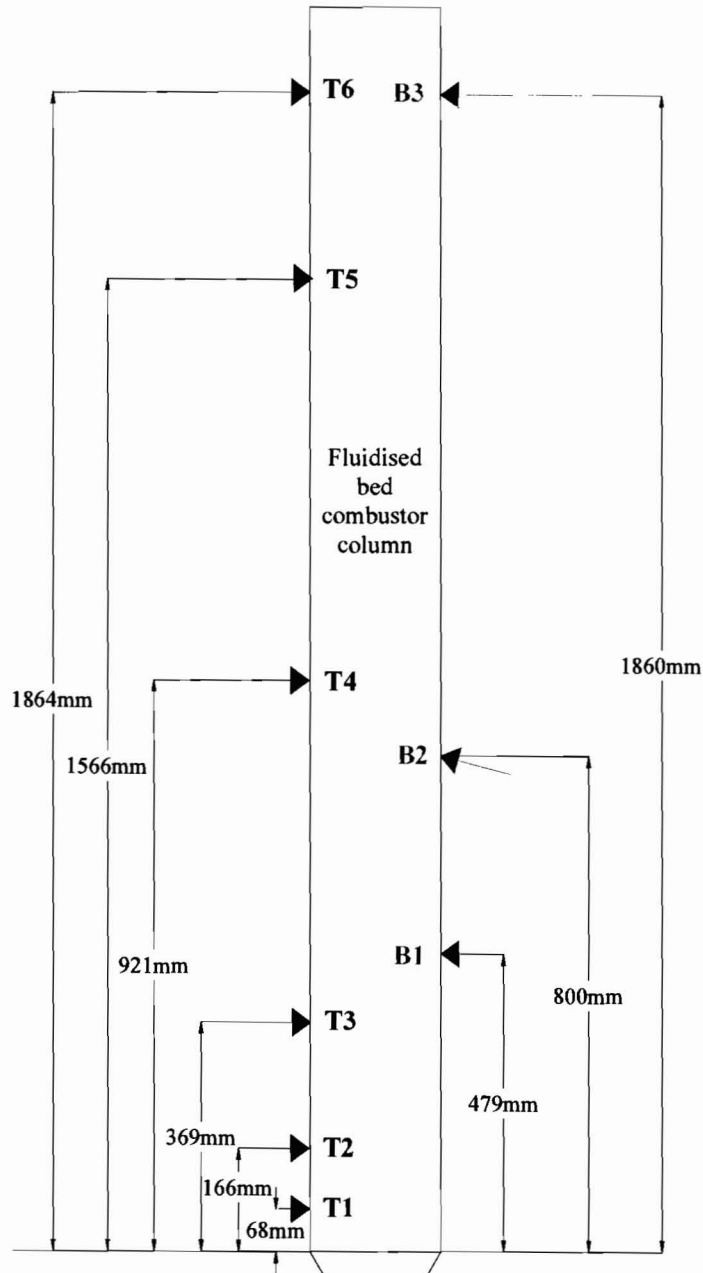 T6 B3
T5
Fluidised
bed
combustor
column
1860mm
T4
1864mm
B2
1566mm
B1
921mm
800mm
T3
479mm
369mm
T2
166mm
T1
68mm